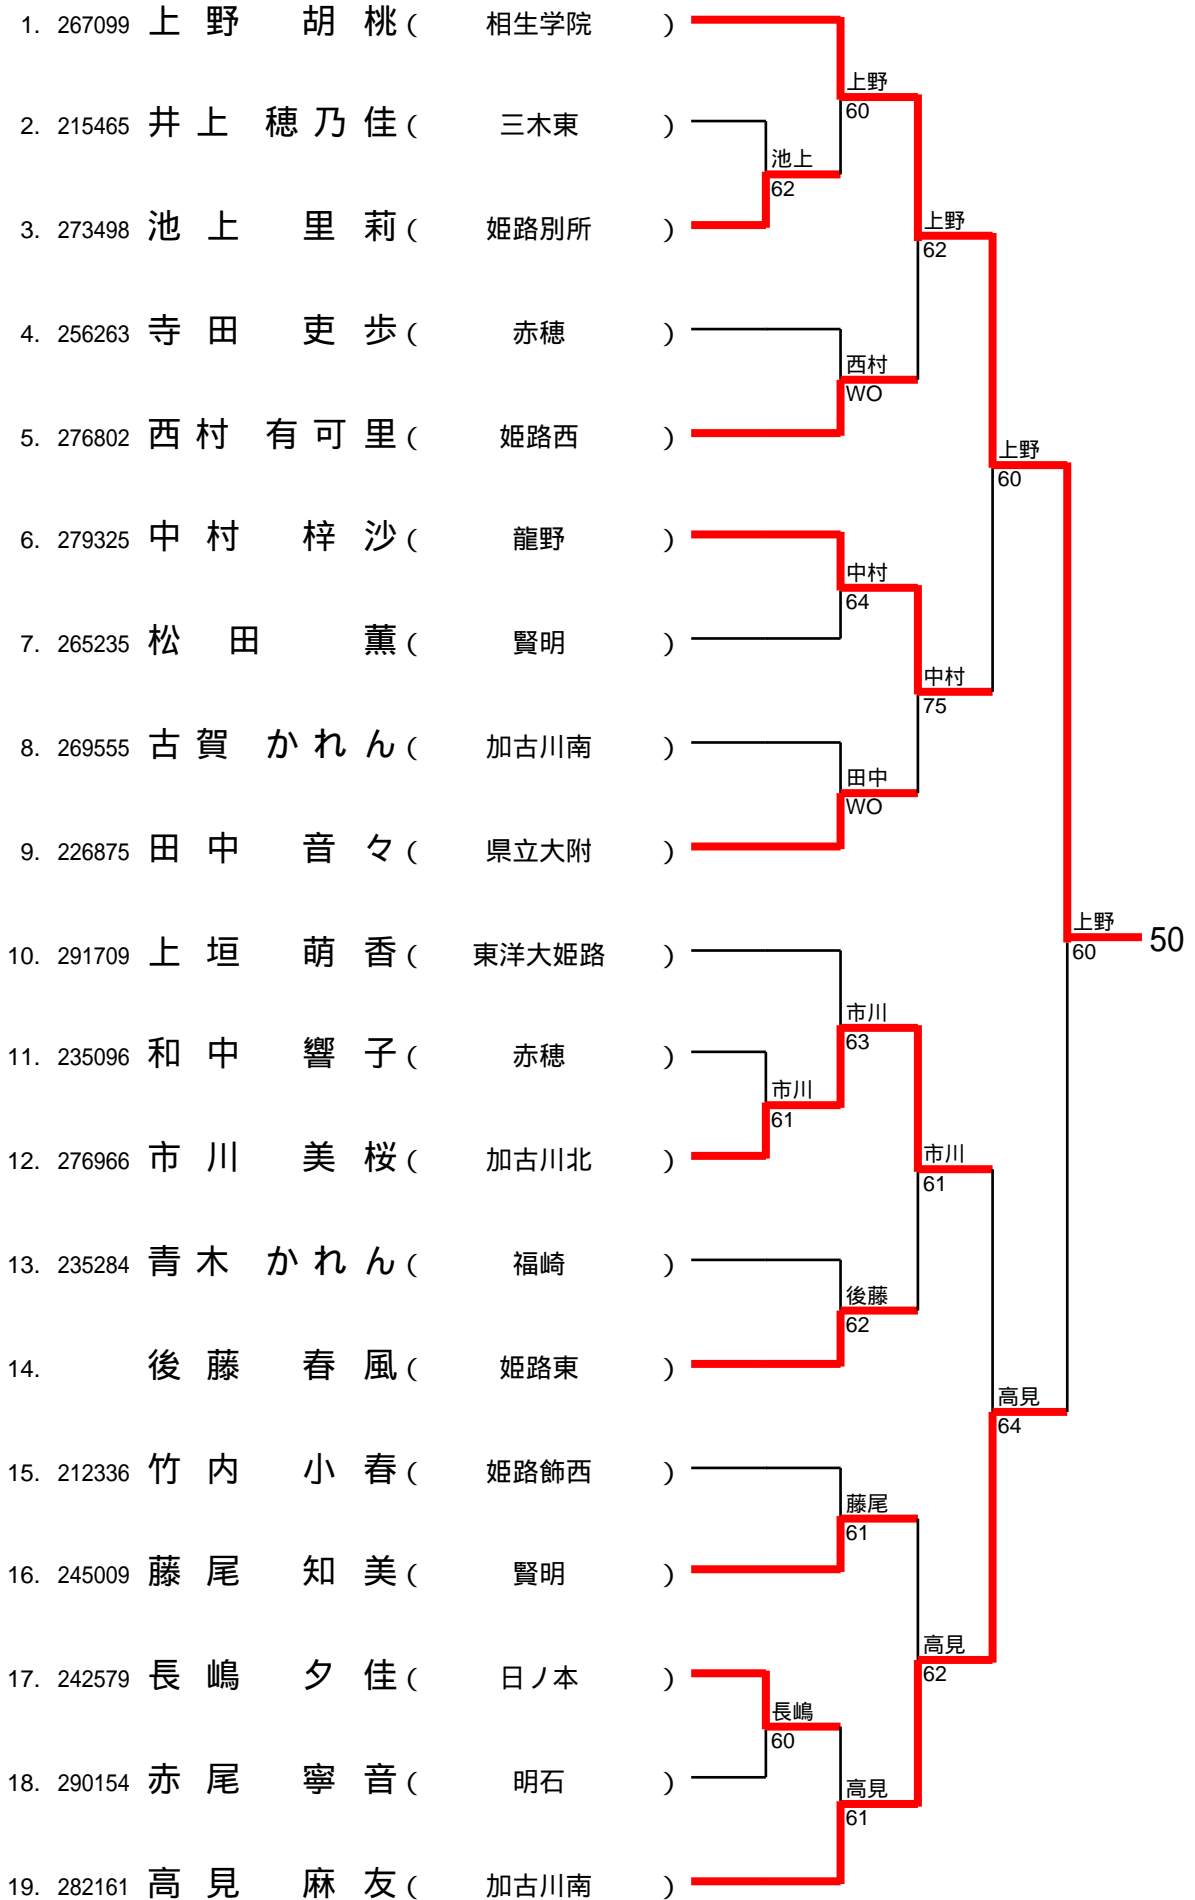 1. 267099 上野 胡桃 ( 相生学院 )
上野
60
2. 215465 井上 穂乃佳 ( 三木東 )
池上
62
3. 273498 池上 里莉 ( 姫路別所 )
上野
62
4. 256263 寺田 吏歩 ( 赤穂 )
西村
WO
5. 276802 西村 有可里 ( 姫路西 )
上野
60
6. 279325 中村 梓沙 ( 龍野 )
中村
64
7. 265235 松田 薫 ( 賢明 )
中村
75
8. 269555 古賀 かれん ( 加古川南 )
田中
WO
9. 226875 田中 音々 ( 県立大附 )
上野
60
50
10. 291709 上垣 萌香 ( 東洋大姫路 )
市川
63
11. 235096 和中 響子 ( 赤穂 )
市川
61
12. 276966 市川 美桜 ( 加古川北 )
市川
61
13. 235284 青木 かれん ( 福崎 )
後藤
62
14. 後藤 春風 ( 姫路東 )
高見
64
15. 212336 竹内 小春 ( 姫路飾西 )
藤尾
61
16. 245009 藤尾 知美 ( 賢明 )
高見
62
17. 242579 長嶋 夕佳 ( 日ノ本 )
長嶋
60
18. 290154 赤尾 寧音 ( 明石 )
高見
61
19. 282161 高見 麻友 ( 加古川南 )